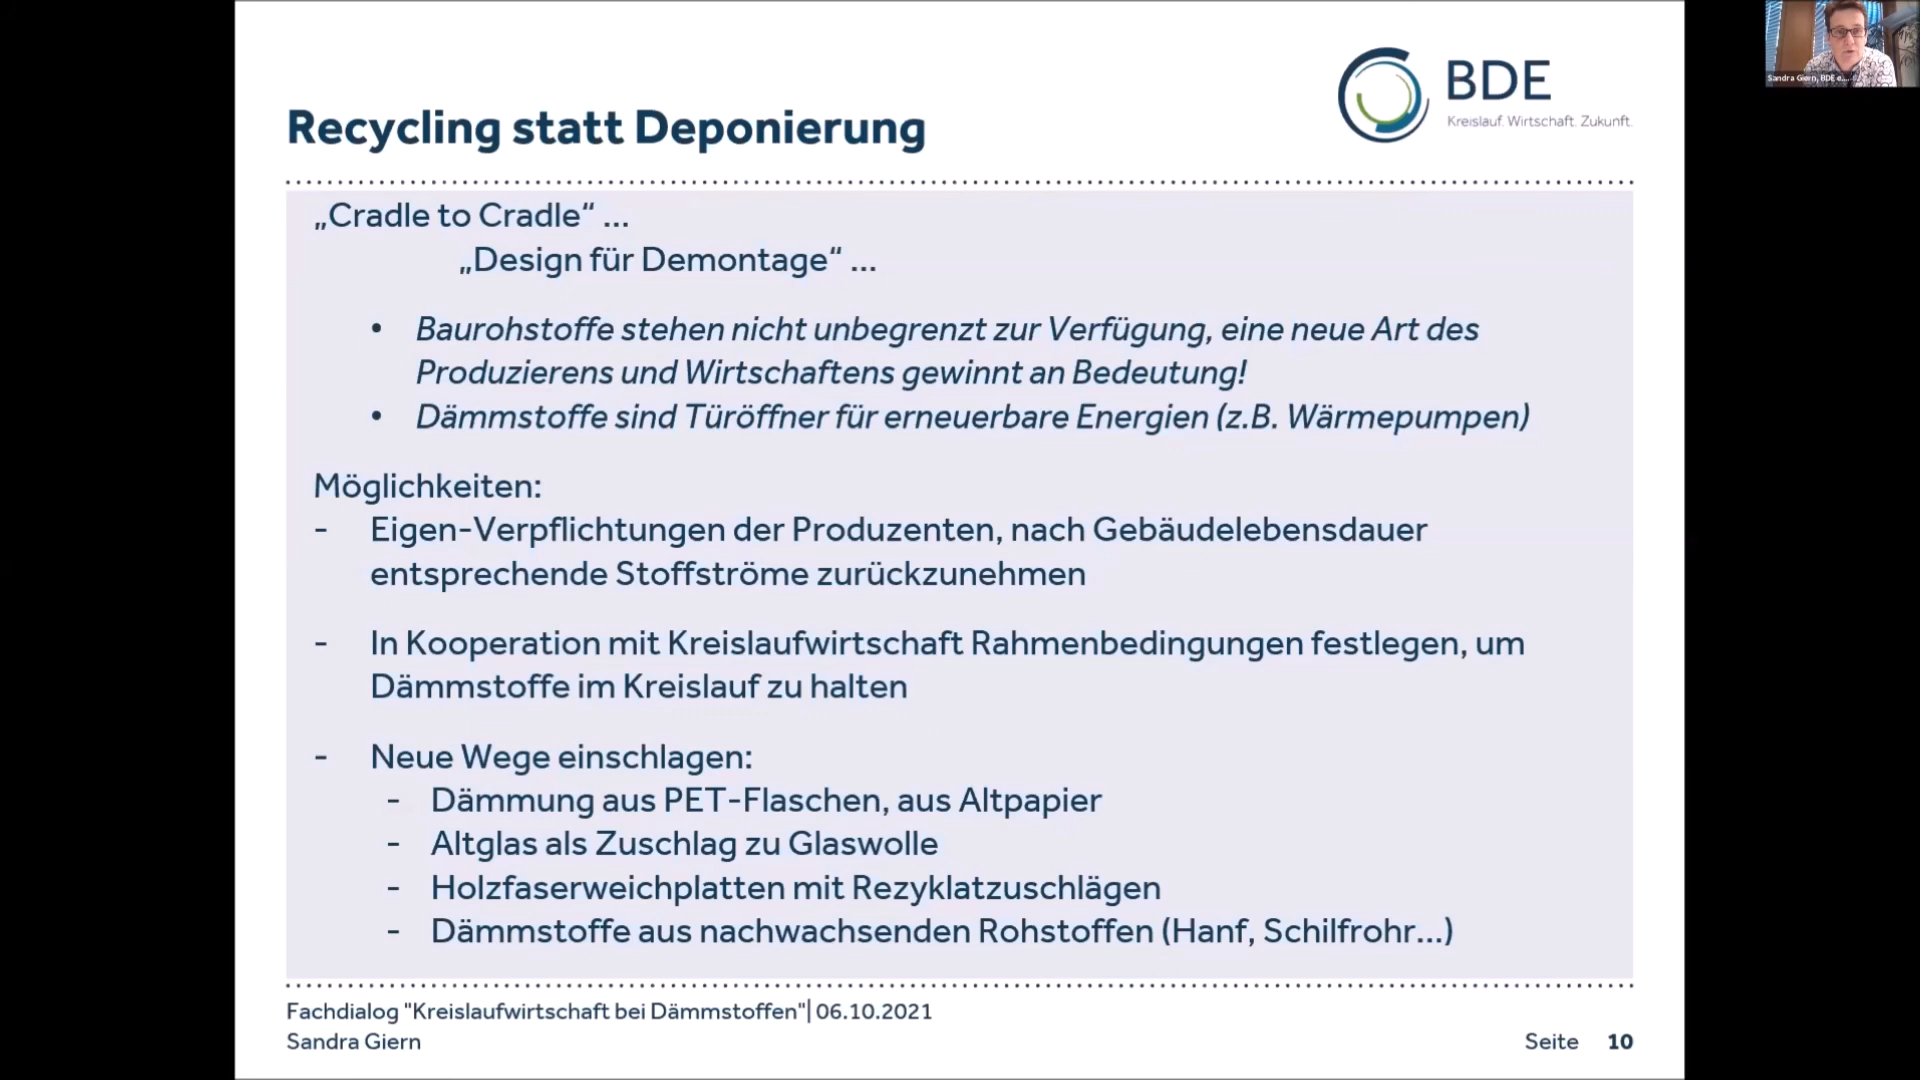 Recycling statt Deponierung
BDE
Kreislauf. Wirtschaft. Zukunft.
Sandra Giern, BDE e...
„Cradle to Cradle“ ...
„Design für Demontage“ ...
• Baurohstoffe stehen nicht unbegrenzt zur Verfügung, eine neue Art des
Produzierens und Wirtschaftens gewinnt an Bedeutung!
• Dämmstoffe sind Türöffner für erneuerbare Energien (z.B. Wärmepumpen)
Möglichkeiten:
- Eigen-Verpflichtungen der Produzenten, nach Gebäudelebensdauer
entsprechende Stoffströme zurückzunehmen
- In Kooperation mit Kreislaufwirtschaft Rahmenbedingungen festlegen, um
Dämmstoffe im Kreislauf zu halten
- Neue Wege einschlagen:
- Dämmung aus PET-Flaschen, aus Altpapier
- Altglas als Zuschlag zu Glaswolle
- Holzfaserweichplatten mit Rezyklatzuschlägen
- Dämmstoffe aus nachwachsenden Rohstoffen (Hanf, Schilfrohr...)
Fachdialog "Kreislaufwirtschaft bei Dämmstoffen"| 06.10.2021
Sandra Giern
Seite 10